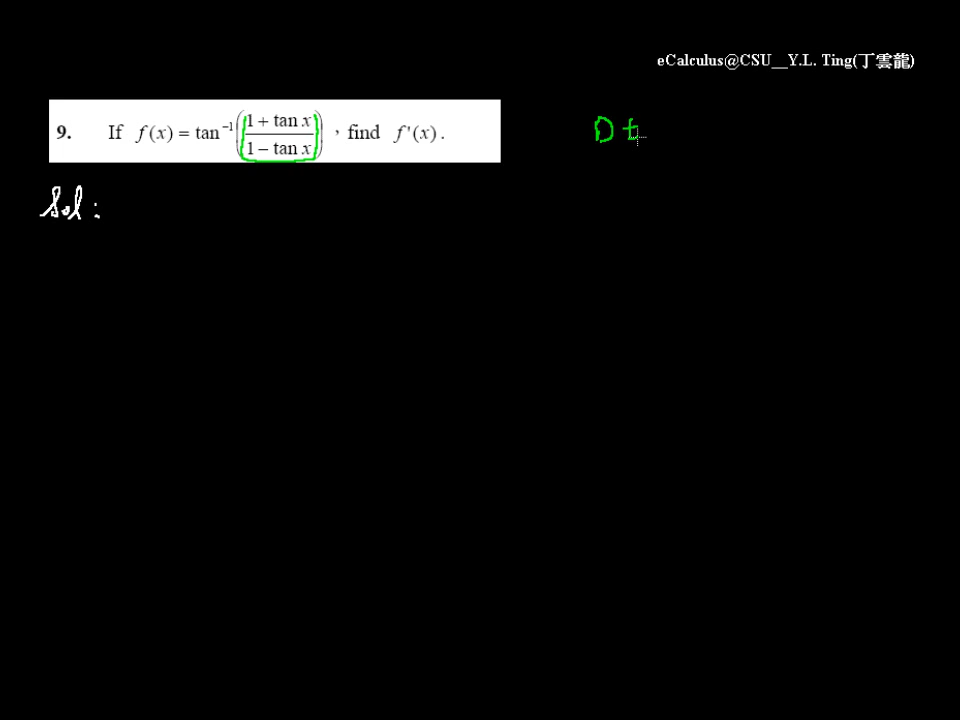 eCalculus@CSU__Y.L. Ting(丁雲龍)
9. If f(x) = tan⁻¹((1 + tan x)/(1 − tan x)) , find f'(x).
D t
Sol: